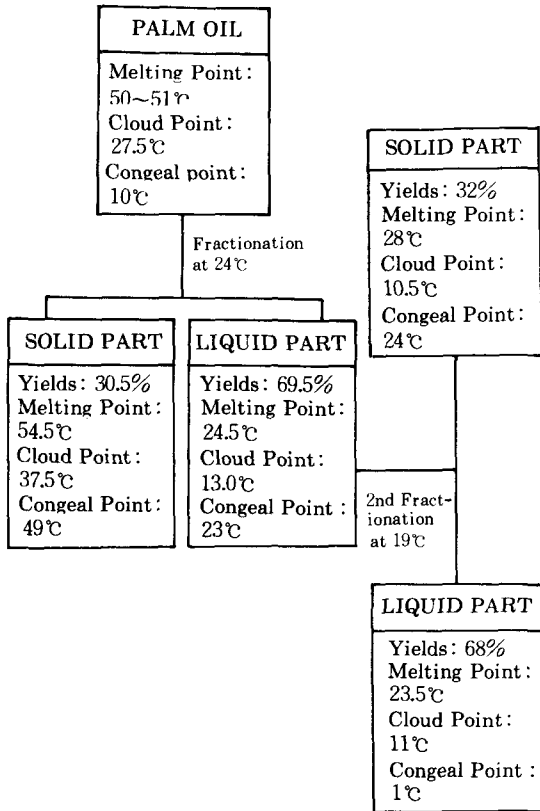 PALM OIL
Melting Point:
50~51℃
Cloud Point:
27.5℃
Congeal point:
10℃
Fractionation
at 24℃
SOLID PART
Yields: 30.5%
Melting Point:
54.5℃
Cloud Point:
37.5℃
Congeal Point:
49℃
LIQUID PART
Yields: 69.5%
Melting Point:
24.5℃
Cloud Point:
13.0℃
Congeal Point :
23℃
2nd Fract-
ionation
at 19℃
SOLID PART
Yields: 32%
Melting Point:
28℃
Cloud Point:
10.5℃
Congeal Point:
24℃
LIQUID PART
Yields: 68%
Melting Point:
23.5℃
Cloud Point:
11℃
Congeal Point :
1℃